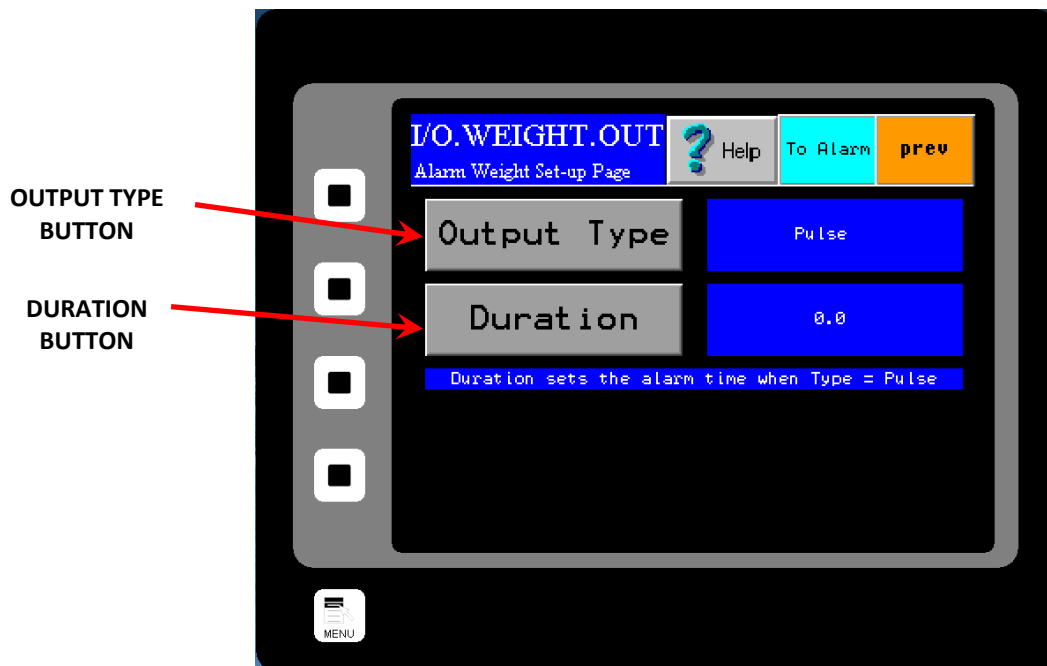 I/O.WEIGHT.OUT
Alarm Weight Set-up Page
? Help
To Alarm
prev
OUTPUT TYPE
BUTTON
Output Type
Pulse
DURATION
BUTTON
Duration
0.0
Duration sets the alarm time when Type = Pulse
MENU